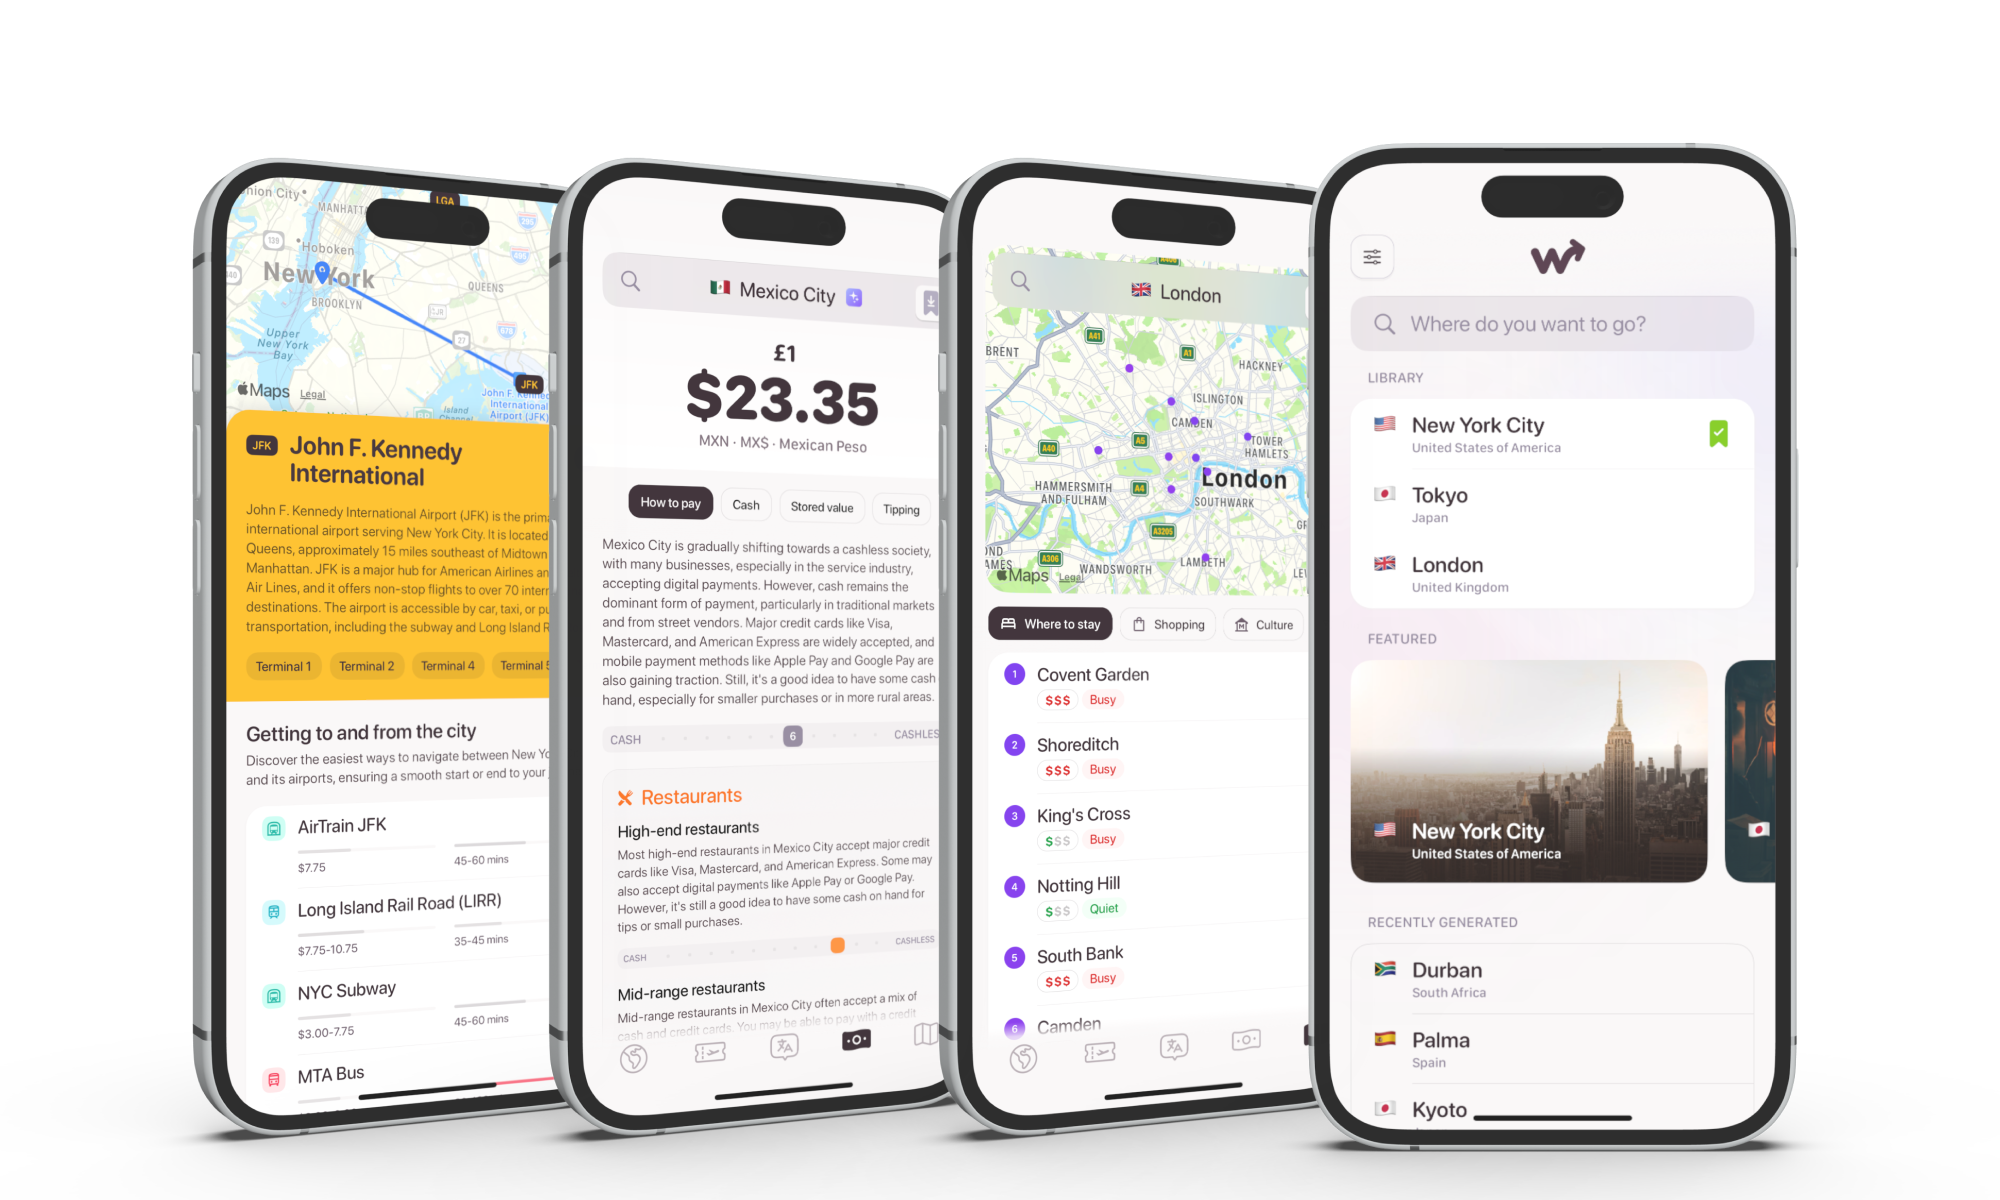 Union City
MANHATT
LGA
495
495
139
Hoboken
440
New York
QUEENS
BROOKLYN
CJR
678
27
Upper
New York
Bay
JFK
John F. Kenned
International
Airport (JFK)
Island
Channel
Maps Legal
JFK John F. Kennedy
International
John F. Kennedy International Airport (JFK) is the prima
international airport serving New York City. It is located
Queens, approximately 15 miles southeast of Midtown
Manhattan. JFK is a major hub for American Airlines an
Air Lines, and it offers non-stop flights to over 70 intern
destinations. The airport is accessible by car, taxi, or pu
transportation, including the subway and Long Island R
Terminal 1 Terminal 2 Terminal 4 Terminal 5
Getting to and from the city
Discover the easiest ways to navigate between New Yo
and its airports, ensuring a smooth start or end to your
AirTrain JFK
$7.75 45-60 mins
Long Island Rail Road (LIRR)
$7.75-10.75 35-45 mins
NYC Subway
$3.00-7.75 45-60 mins
MTA Bus
Mexico City
£1
$23.35
MXN · MX$ · Mexican Peso
How to pay Cash Stored value Tipping
Mexico City is gradually shifting towards a cashless society,
with many businesses, especially in the service industry,
accepting digital payments. However, cash remains the
dominant form of payment, particularly in traditional markets
and from street vendors. Major credit cards like Visa,
Mastercard, and American Express are widely accepted, and
mobile payment methods like Apple Pay and Google Pay are
also gaining traction. Still, it's a good idea to have some cash
hand, especially for smaller purchases or in more rural areas.
CASH 6 CASHLES
Restaurants
High-end restaurants
Most high-end restaurants in Mexico City accept major credit
cards like Visa, Mastercard, and American Express. Some may
also accept digital payments like Apple Pay or Google Pay.
However, it's still a good idea to have some cash on hand for
tips or small purchases.
CASH CASHLESS
Mid-range restaurants
Mid-range restaurants in Mexico City often accept a mix of
cash and credit cards. You may be able to pay with a credit
London
A41
A1
BRENT
HACKNEY
ISLINGTON
CAMDEN
A40
A5
TOWER
HAMLETS
London
HAMMERSMITH
AND FULHAM
A4
SOUTHWARK
A3205
A306
LAMBETH
WANDSWORTH
Maps Legal
Where to stay Shopping Culture
1 Covent Garden
$$$ Busy
2 Shoreditch
$$$ Busy
3 King's Cross
$$$ Busy
4 Notting Hill
$$$ Quiet
5 South Bank
$$$ Busy
6 Camden
Where do you want to go?
LIBRARY
New York City
United States of America
Tokyo
Japan
London
United Kingdom
FEATURED
New York City
United States of America
RECENTLY GENERATED
Durban
South Africa
Palma
Spain
Kyoto